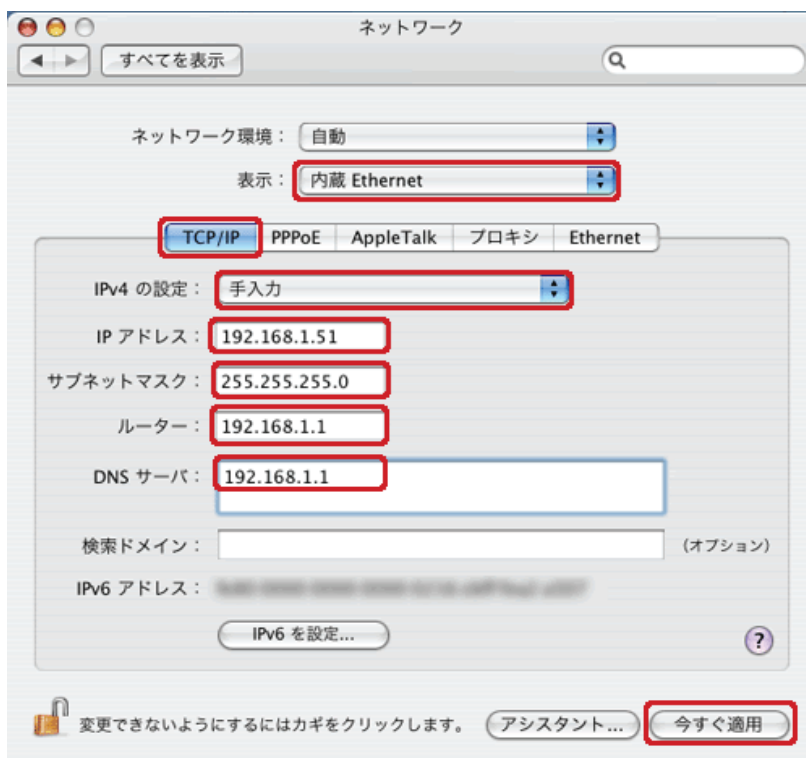 ネットワーク
すべてを表示
ネットワーク環境： 自動
表示： 内蔵 Ethernet
TCP/IP PPPoE AppleTalk プロキシ Ethernet
IPv4 の設定： 手入力
IP アドレス： 192.168.1.51
サブネットマスク： 255.255.255.0
ルーター： 192.168.1.1
DNS サーバ： 192.168.1.1
検索ドメイン： (オプション)
IPv6 アドレス：
IPv6 を設定...
?
変更できないようにするにはカギをクリックします。 アシスタント... 今すぐ適用